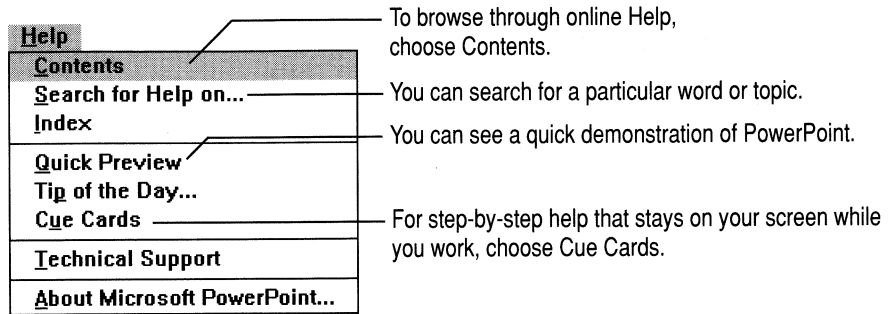 Help
Contents
Search for Help on...
Index
Quick Preview
Tip of the Day...
Cue Cards
Technical Support
About Microsoft PowerPoint...
To browse through online Help,
choose Contents.
You can search for a particular word or topic.
You can see a quick demonstration of PowerPoint.
For step-by-step help that stays on your screen while
you work, choose Cue Cards.